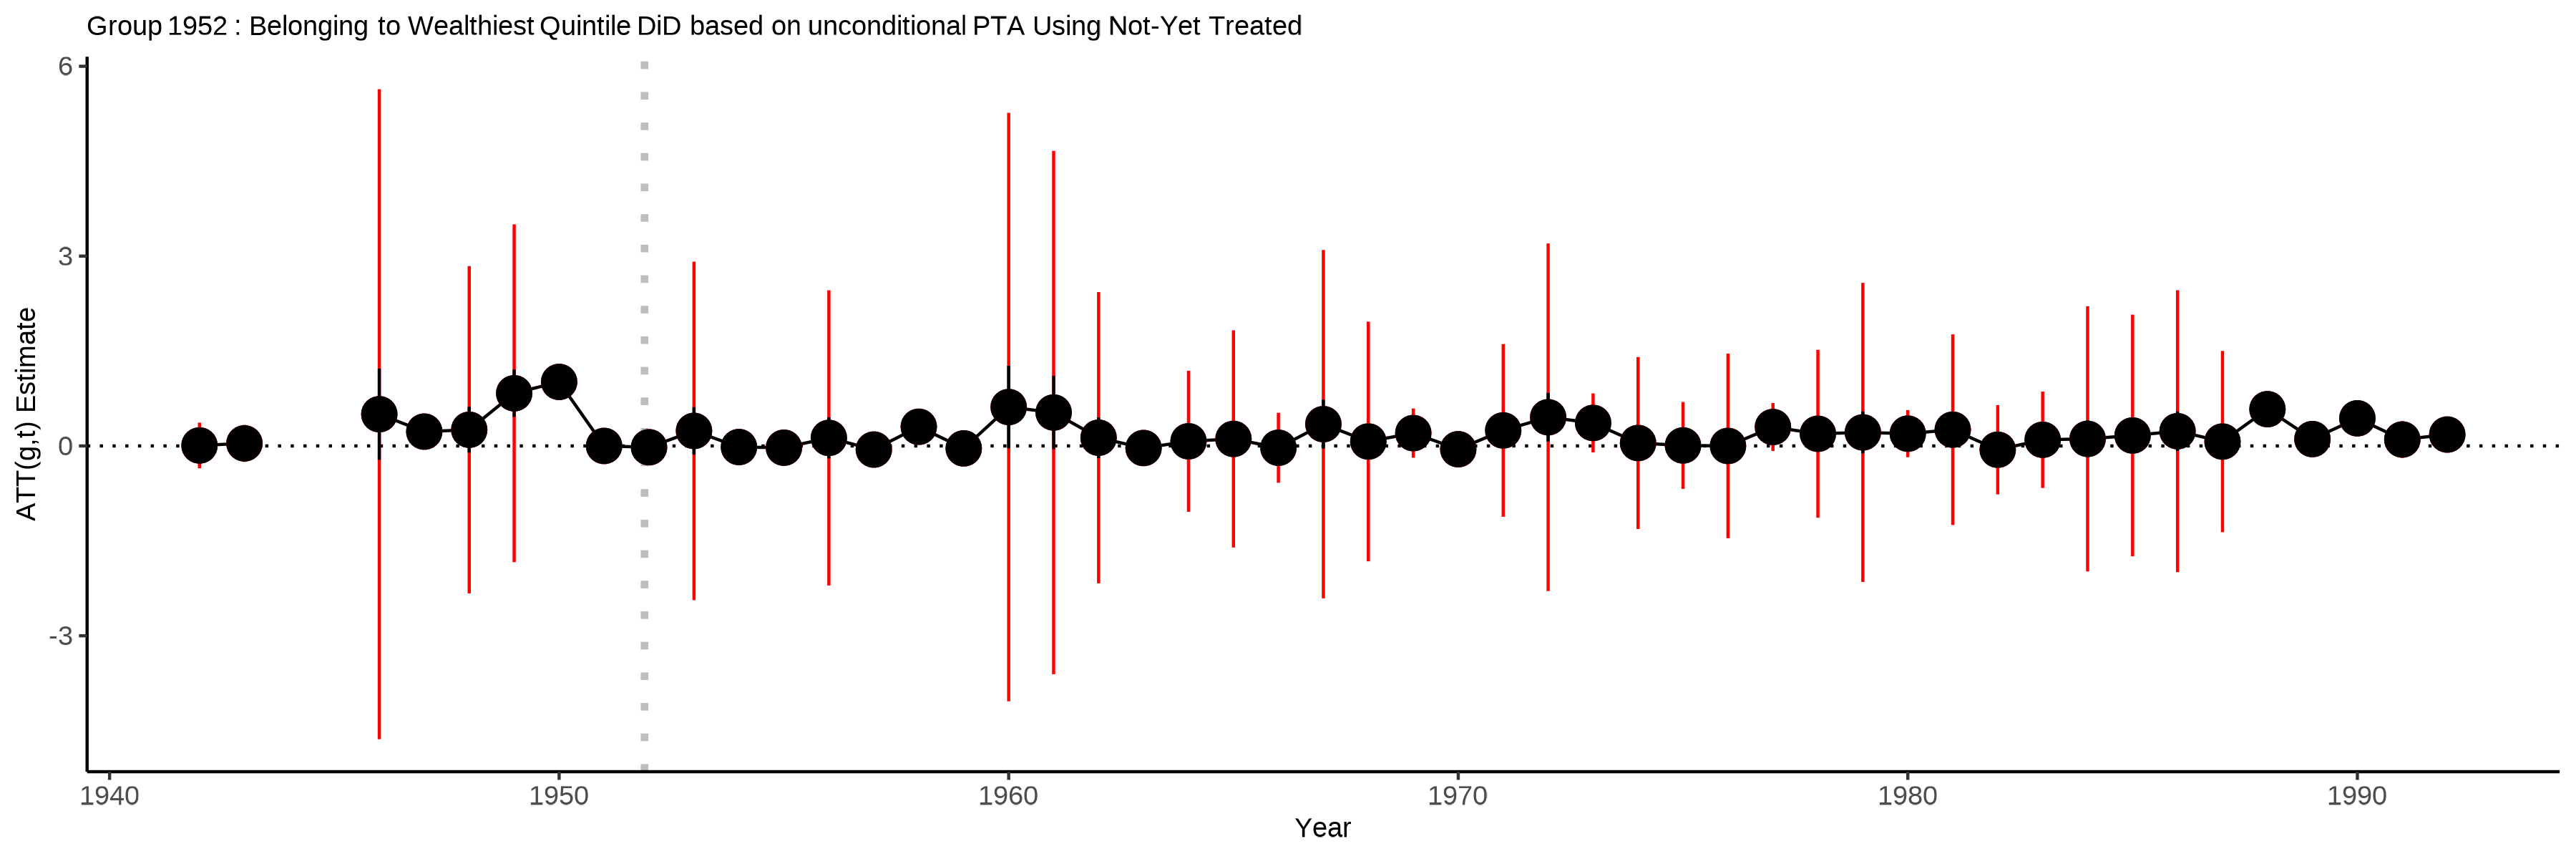 Group 1952 : Belonging to Wealthiest Quintile DiD based on unconditional PTA Using Not-Yet Treated
6
3
0
-3
ATT(g,t) Estimate
1940 1950 1960 1970 1980 1990
Year